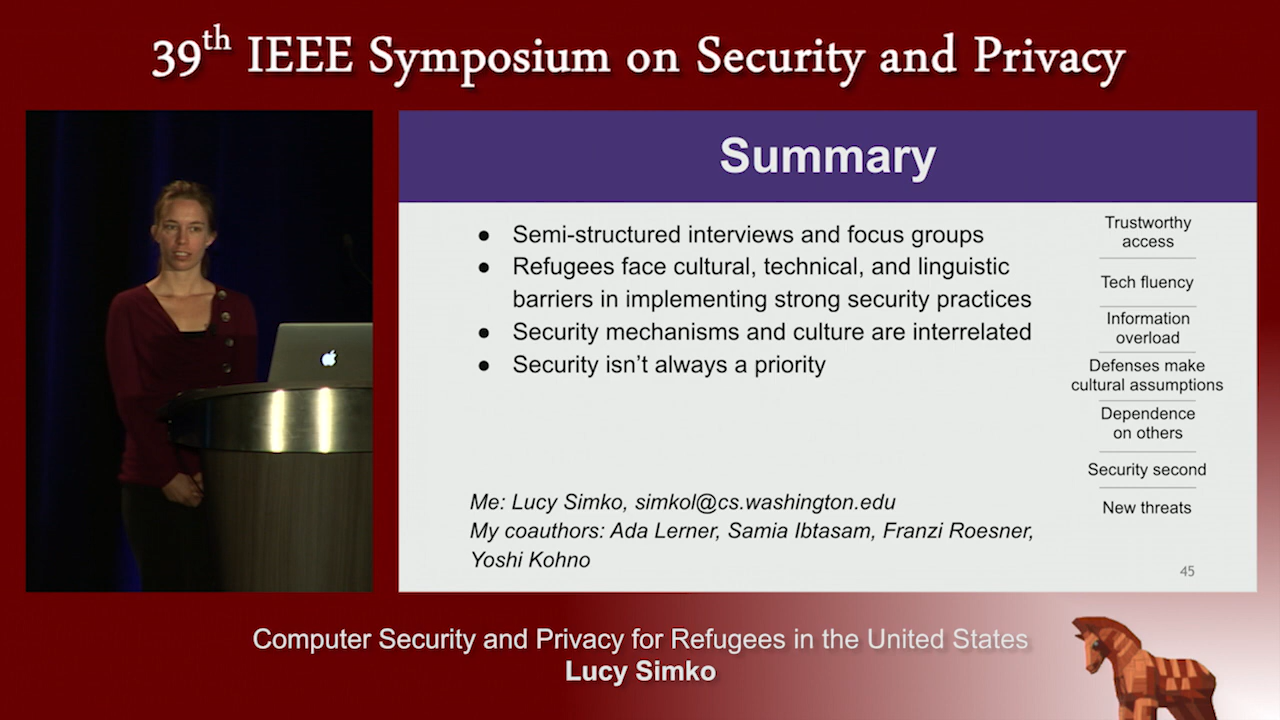 39th IEEE Symposium on Security and Privacy
Summary
● Semi-structured interviews and focus groups
● Refugees face cultural, technical, and linguistic
barriers in implementing strong security practices
● Security mechanisms and culture are interrelated
● Security isn't always a priority
Trustworthy
access
Tech fluency
Information
overload
Defenses make
cultural assumptions
Dependence
on others
Security second
New threats
Me: Lucy Simko, simkol@cs.washington.edu
My coauthors: Ada Lerner, Samia Ibtasam, Franzi Roesner,
Yoshi Kohno
45
Computer Security and Privacy for Refugees in the United States
Lucy Simko